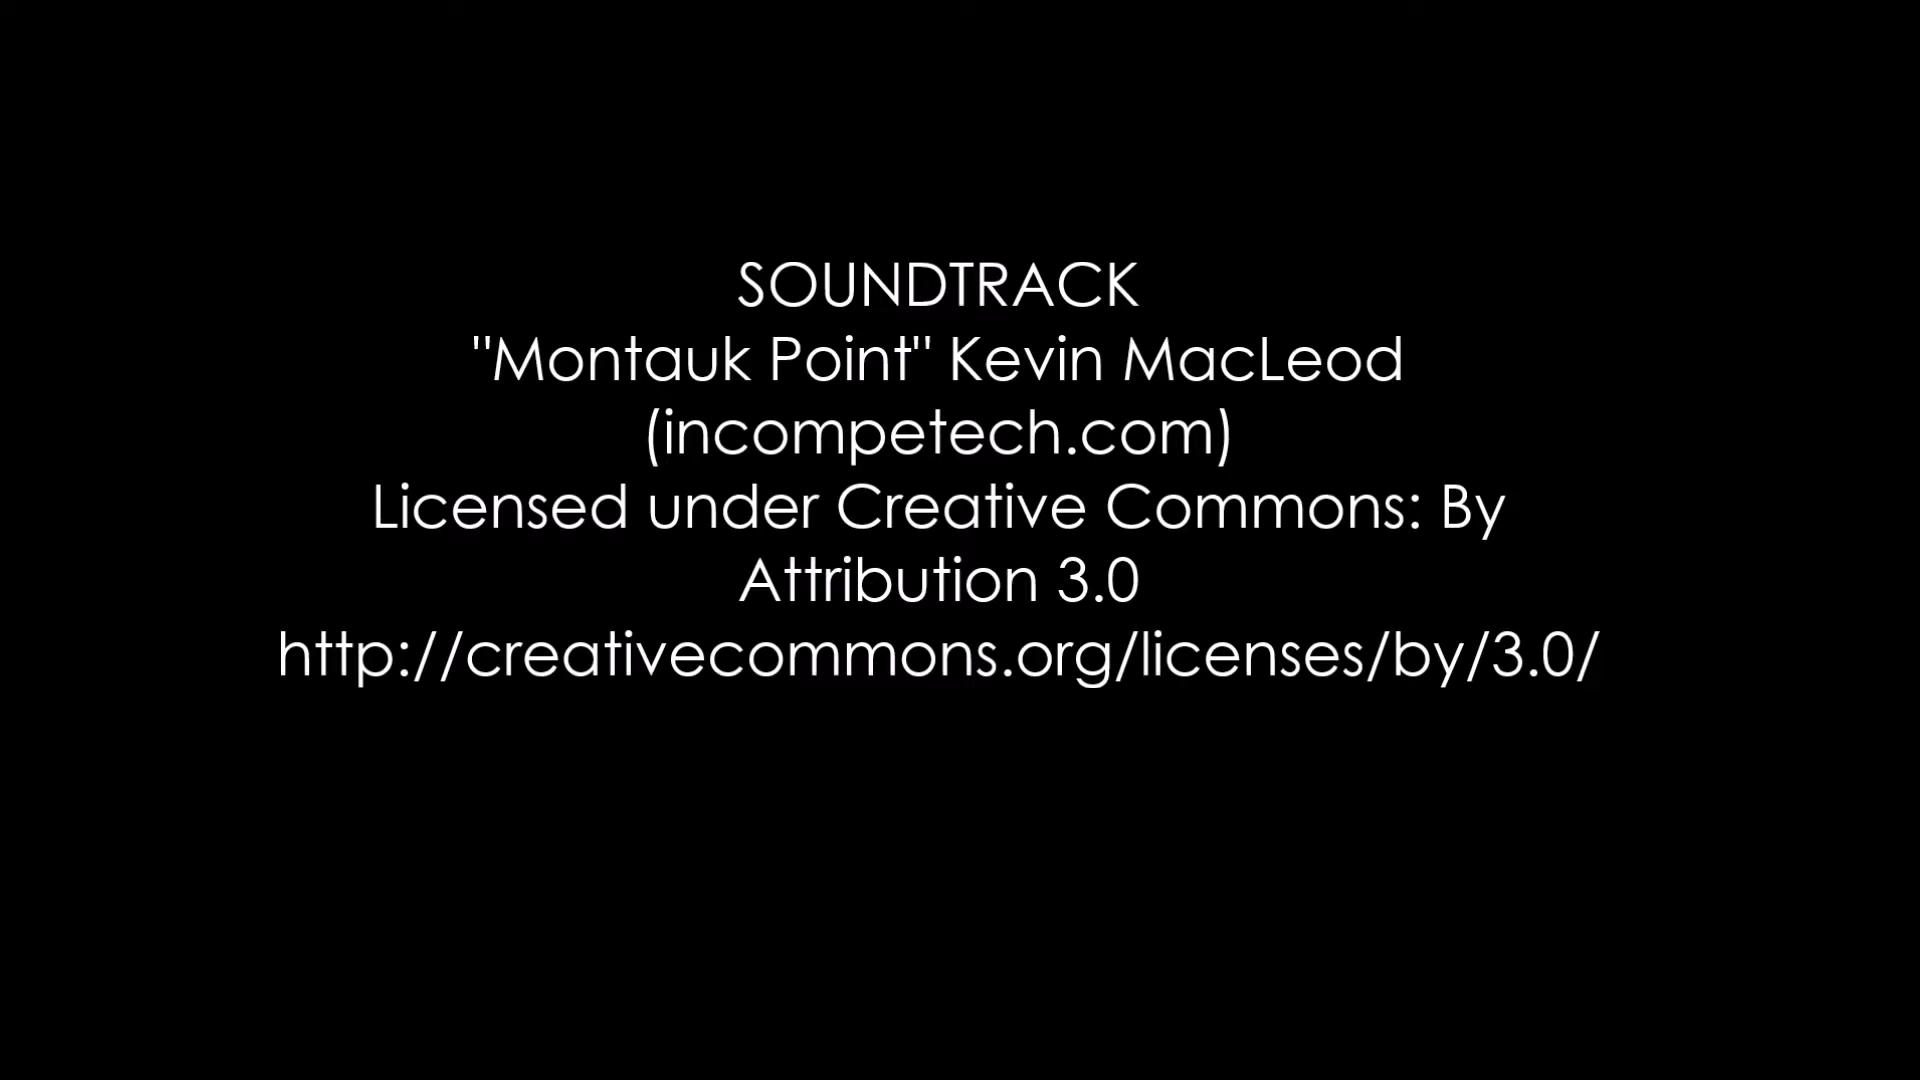 SOUNDTRACK
"Montauk Point" Kevin MacLeod
(incompetech.com)
Licensed under Creative Commons: By
Attribution 3.0
http://creativecommons.org/licenses/by/3.0/